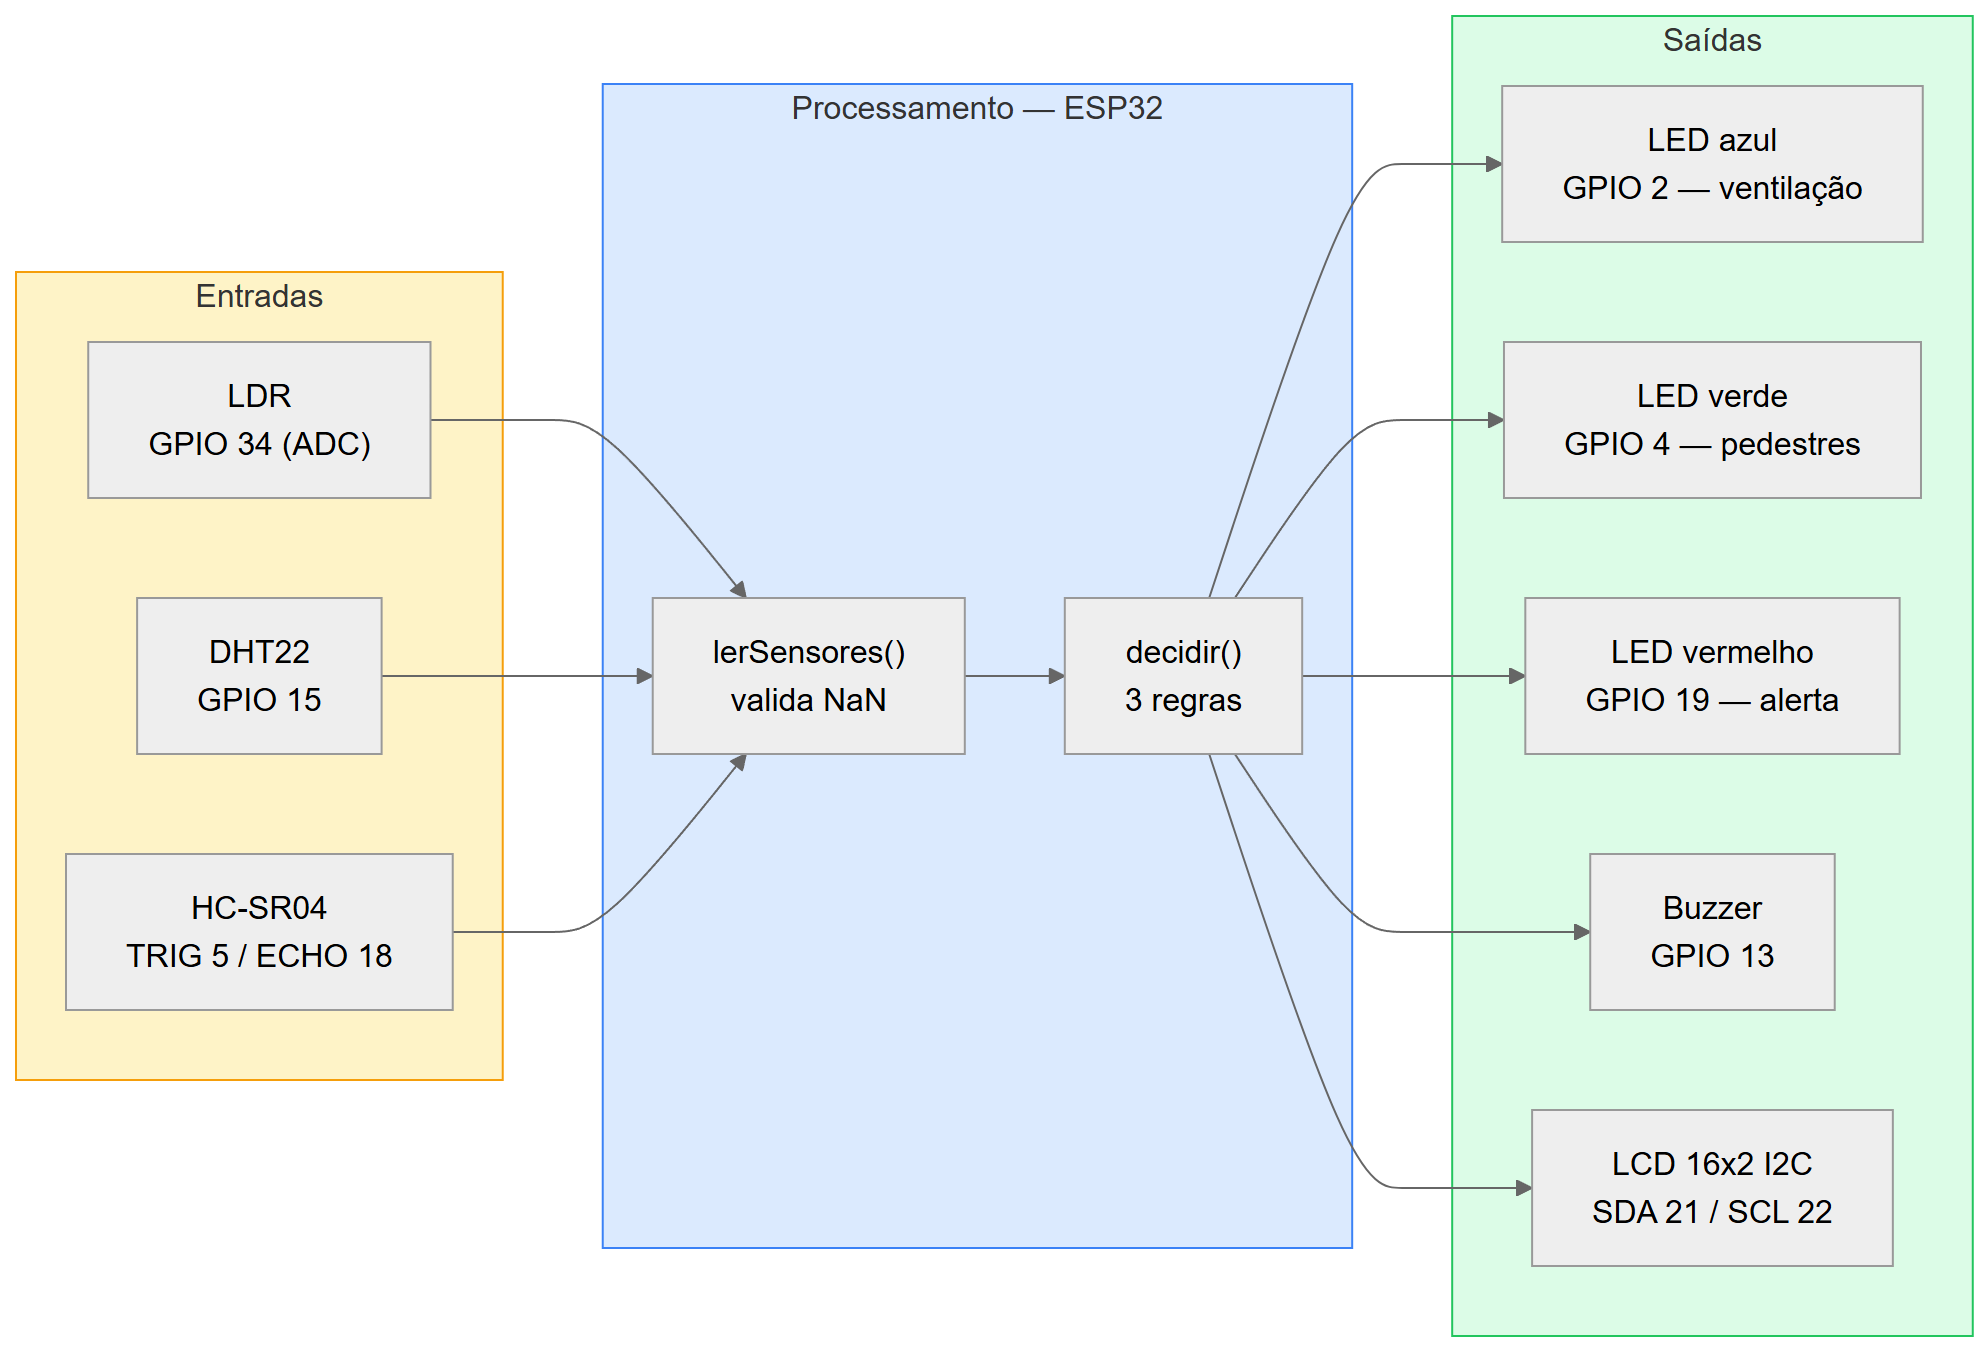 Entradas
LDR
GPIO 34 (ADC)
DHT22
GPIO 15
HC-SR04
TRIG 5 / ECHO 18
Processamento — ESP32
lerSensores()
valida NaN
decidir()
3 regras
Saídas
LED azul
GPIO 2 — ventilação
LED verde
GPIO 4 — pedestres
LED vermelho
GPIO 19 — alerta
Buzzer
GPIO 13
LCD 16x2 I2C
SDA 21 / SCL 22